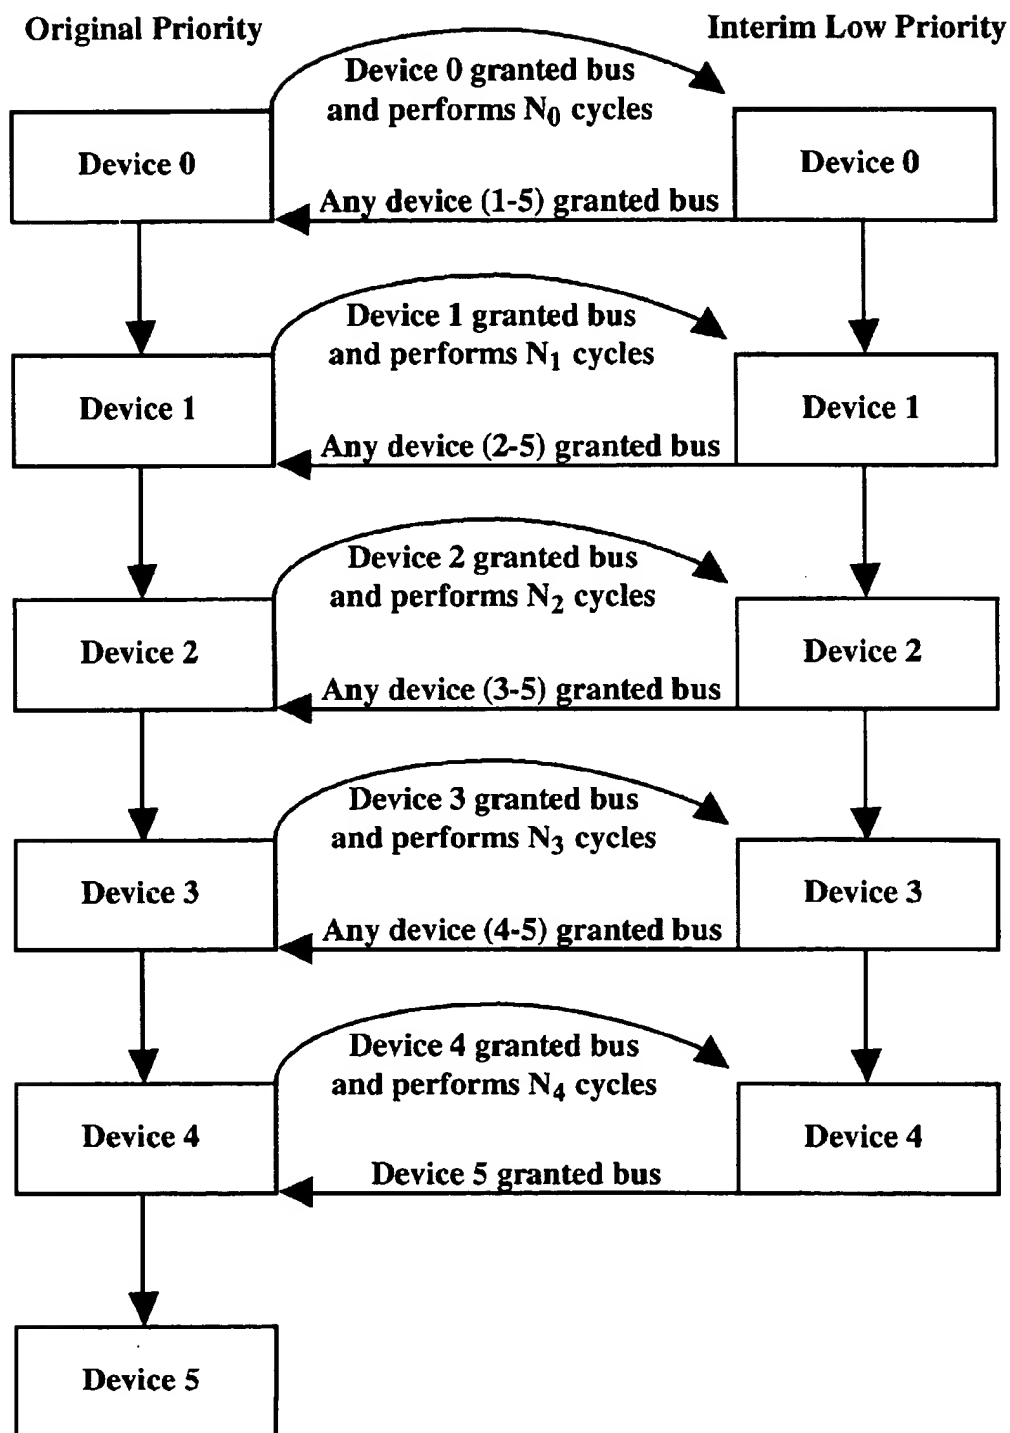 Original Priority
Interim Low Priority
Device 0 granted bus
and performs N₀ cycles
Device 0
Device 0
Any device (1-5) granted bus
Device 1 granted bus
and performs N₁ cycles
Device 1
Device 1
Any device (2-5) granted bus
Device 2 granted bus
and performs N₂ cycles
Device 2
Device 2
Any device (3-5) granted bus
Device 3 granted bus
and performs N₃ cycles
Device 3
Device 3
Any device (4-5) granted bus
Device 4 granted bus
and performs N₄ cycles
Device 4
Device 4
Device 5 granted bus
Device 5